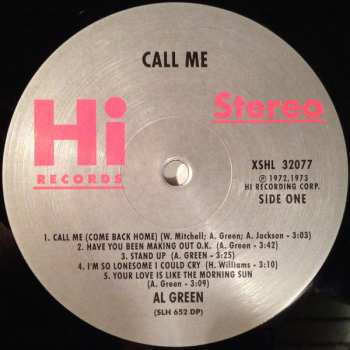 CALL ME
Hi
RECORDS
Stereo
XSHL 32077
℗ 1972, 1973
HI RECORDING CORP.
SIDE ONE
1. CALL ME (COME BACK HOME) (W. Mitchell; A. Green; A. Jackson - 3:03)
2. HAVE YOU BEEN MAKING OUT O.K. (A. Green - 3:42)
3. STAND UP (A. Green - 3:25)
4. I'M SO LONESOME I COULD CRY (H. Williams - 3:10)
5. YOUR LOVE IS LIKE THE MORNING SUN
(A. Green - 3:09)
AL GREEN
(SLH 652 DP)